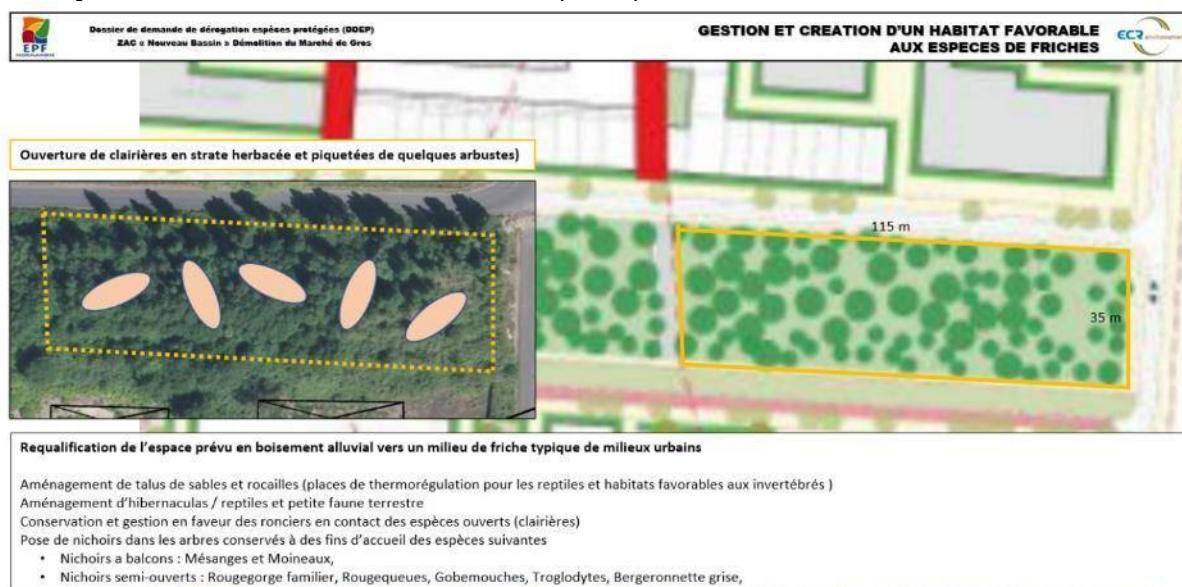 Dossier de demande de dérogation espèces protégées (DDEP)
ZAC « Nouveau Bassin » Démolition du Marché de Gros
EPF
NORMANDIE
GESTION ET CREATION D'UN HABITAT FAVORABLE
AUX ESPECES DE FRICHES
ECR environnement
Ouverture de clairières en strate herbacée et piquetées de quelques arbustes)
115 m
35 m
Requalification de l'espace prévu en boisement alluvial vers un milieu de friche typique de milieux urbains
Aménagement de talus de sables et rocailles (places de thermorégulation pour les reptiles et habitats favorables aux invertébrés )
Aménagement d'hibernaculas / reptiles et petite faune terrestre
Conservation et gestion en faveur des ronciers en contact des espèces ouverts (clairières)
Pose de nichoirs dans les arbres conservés à des fins d'accueil des espèces suivantes
• Nichoirs a balcons : Mésanges et Moineaux,
• Nichoirs semi-ouverts : Rougegorge familier, Rougequeues, Gobemouches, Troglodytes, Bergeronnette grise,